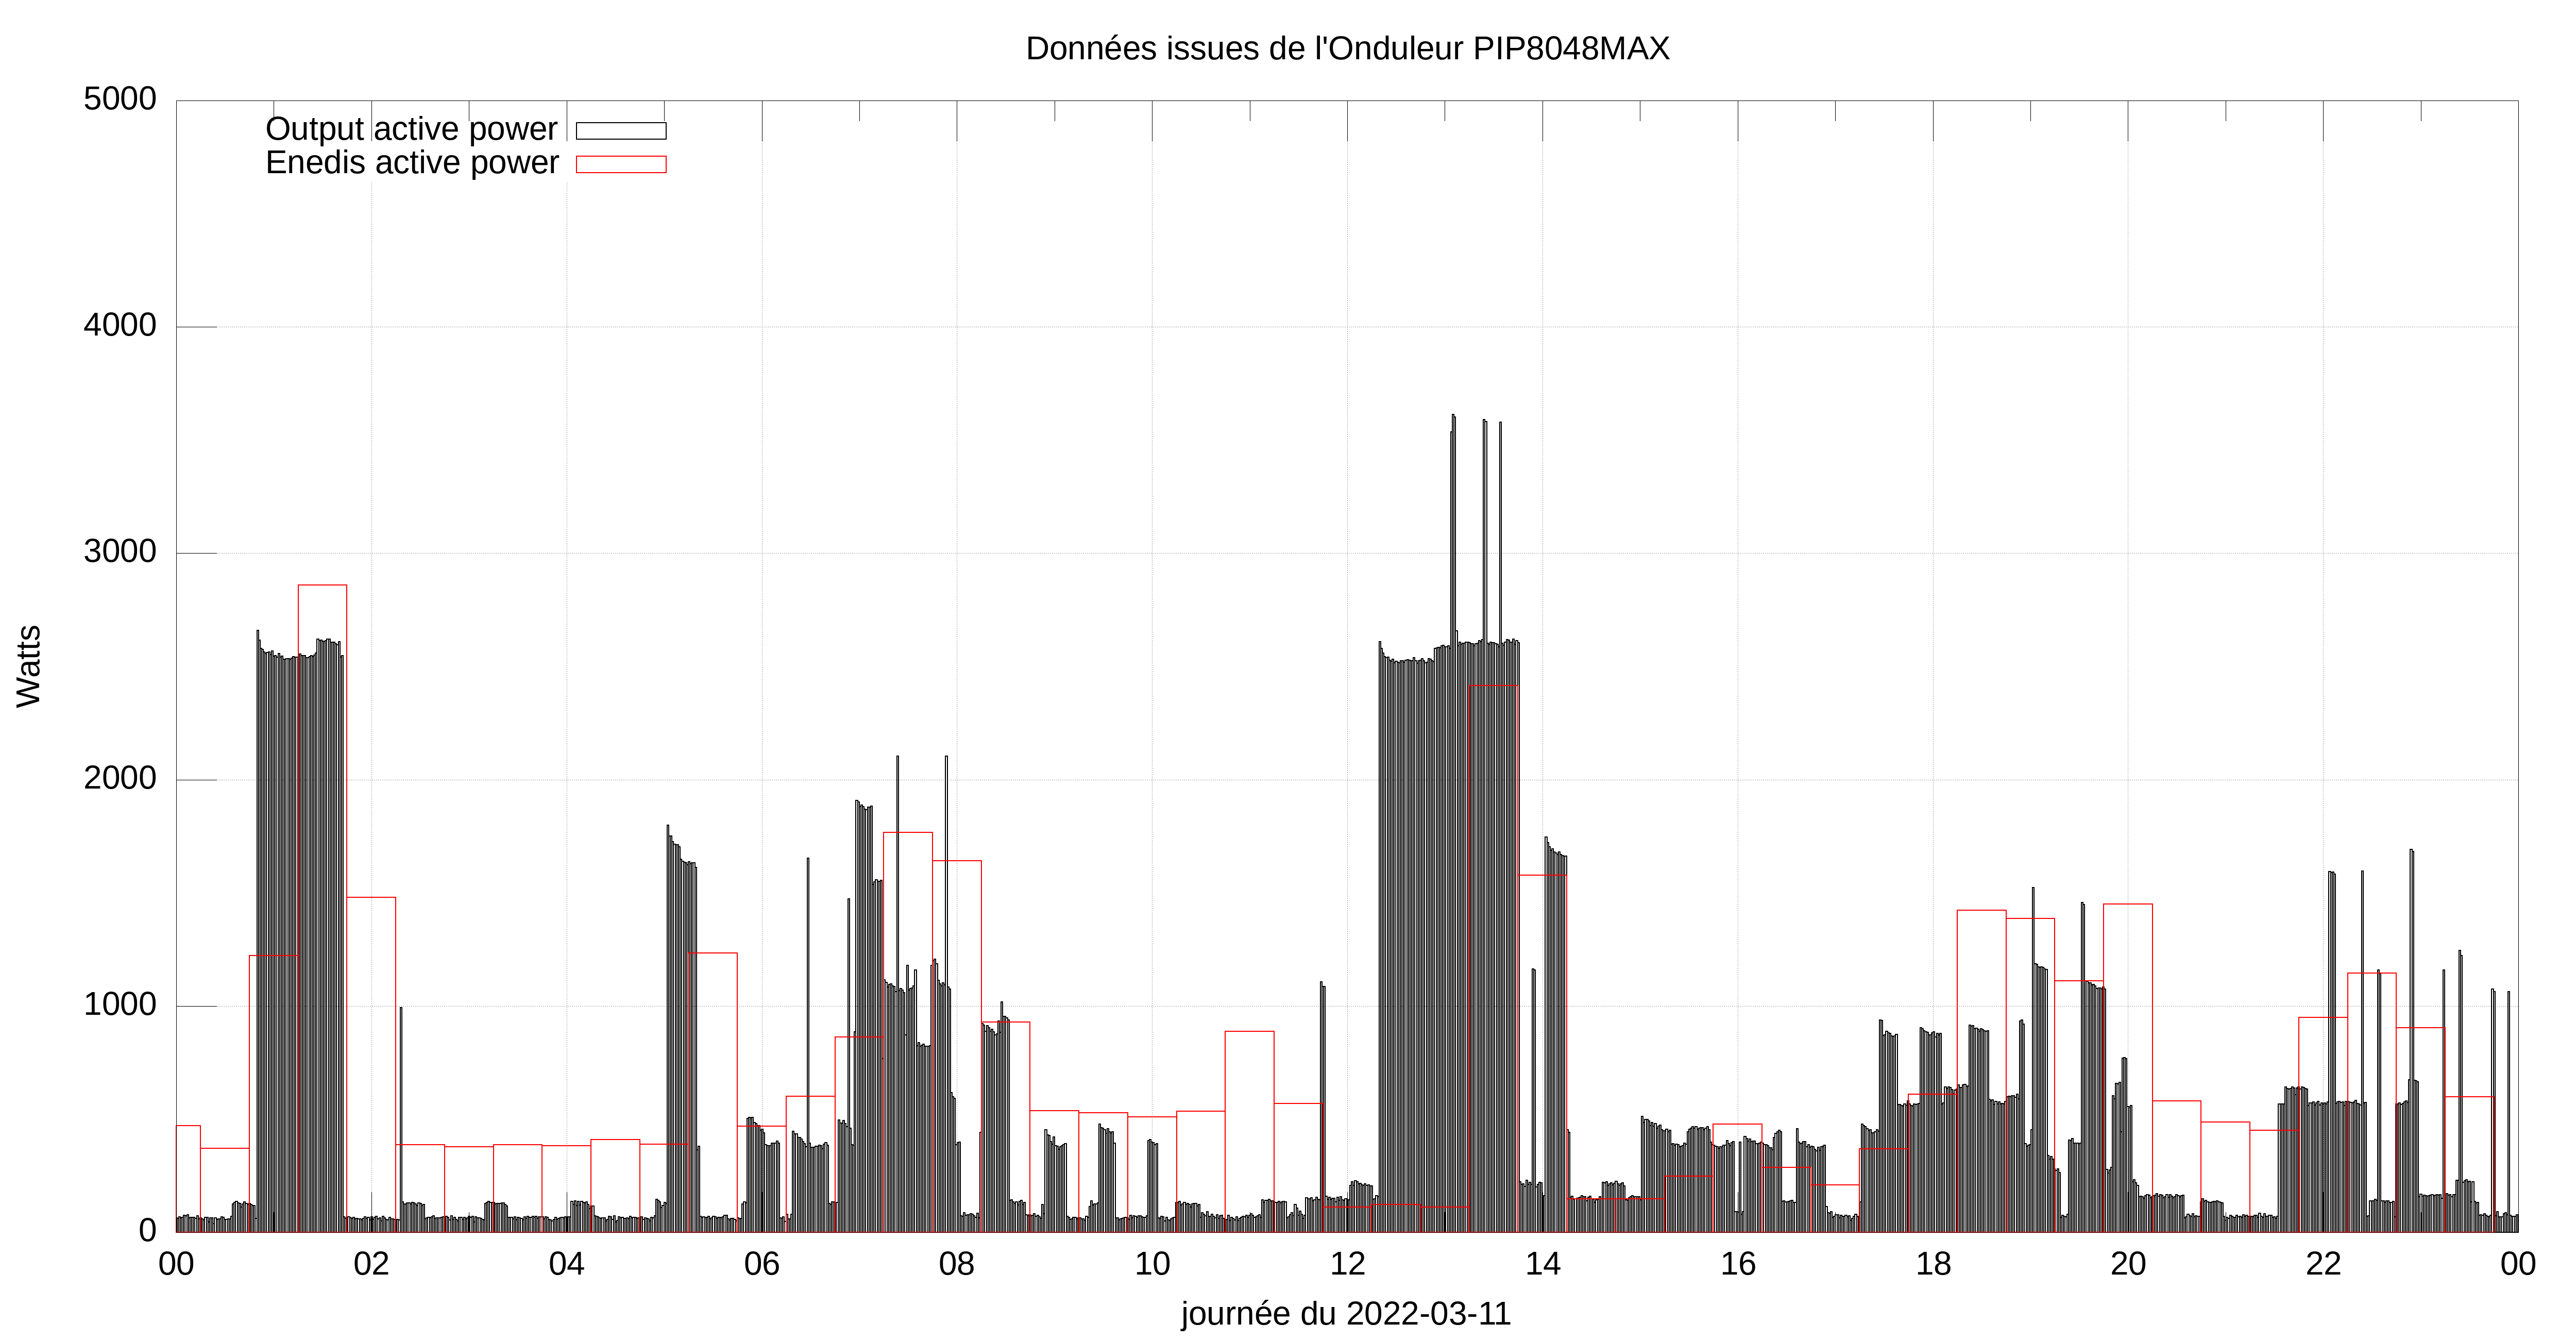 Données issues de l'Onduleur PIP8048MAX
5000
Output active power
Enedis active power
4000
3000
Watts
2000
1000
0
00 02 04 06 08 10 12 14 16 18 20 22 00
journée du 2022-03-11